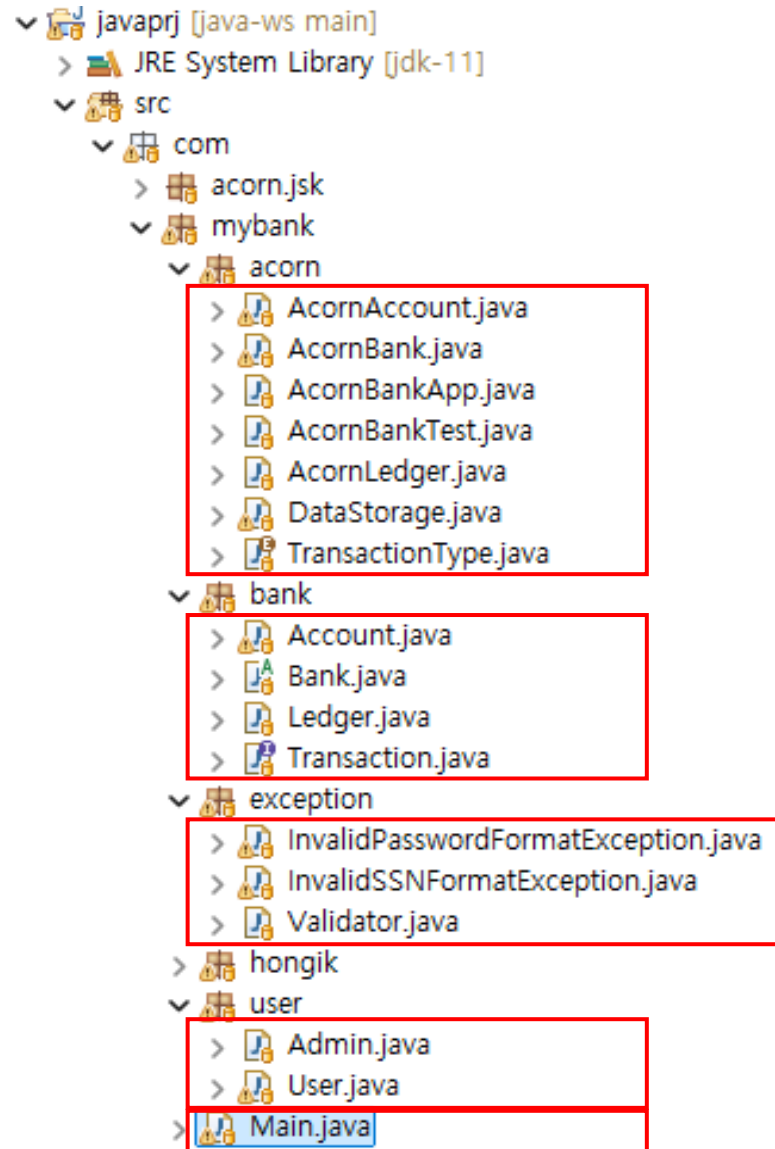 javaprj [java-ws main]
JRE System Library [jdk-11]
src
com
acorn.jsk
mybank
acorn
AcornAccount.java
AcornBank.java
AcornBankApp.java
AcornBankTest.java
AcornLedger.java
DataStorage.java
TransactionType.java
bank
Account.java
Bank.java
Ledger.java
Transaction.java
exception
InvalidPasswordFormatException.java
InvalidSSNFormatException.java
Validator.java
hongik
user
Admin.java
User.java
Main.java